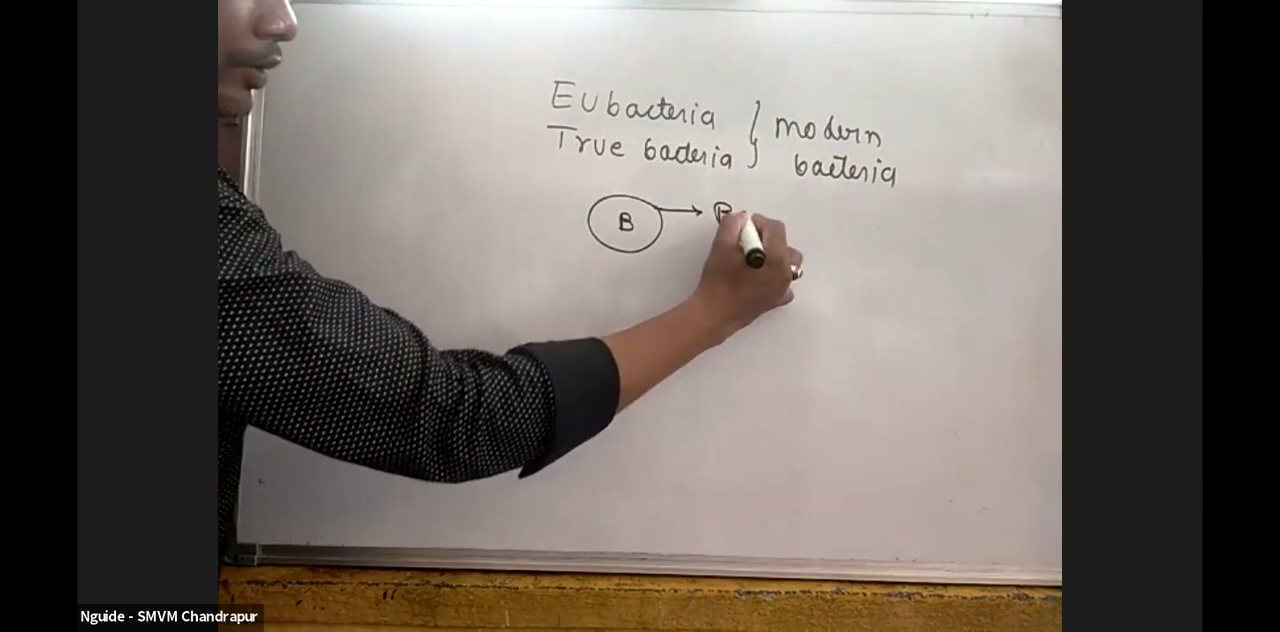 Eubacteria } modern
True bacteria bacteria
B → P
Nguide - SMVM Chandrapur